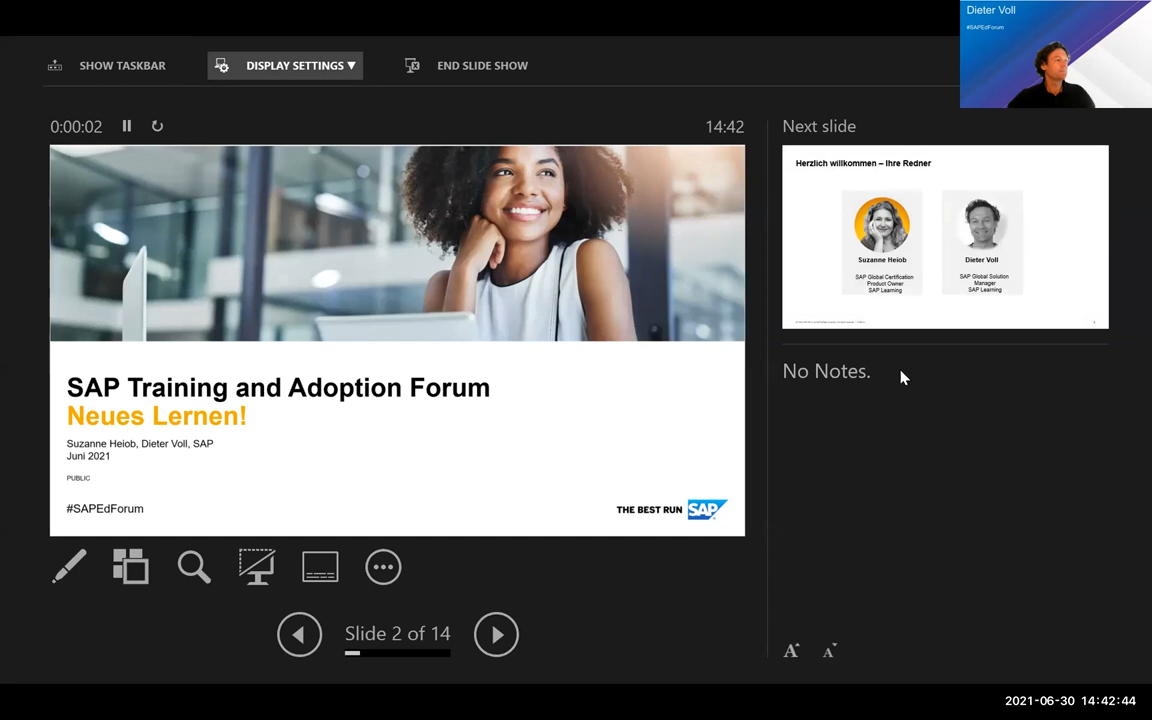 Dieter Voll
#SAPEdForum
SHOW TASKBAR
DISPLAY SETTINGS ▼
END SLIDE SHOW
0:00:02
14:42
Next slide
Herzlich willkommen – Ihre Redner
Suzanne Heiob
SAP Global Certification
Product Owner
SAP Learning
Dieter Voll
SAP Global Solution
Manager
SAP Learning
No Notes.
SAP Training and Adoption Forum
Neues Lernen!
Suzanne Heiob, Dieter Voll, SAP
Juni 2021
PUBLIC
#SAPEdForum
THE BEST RUN SAP
Slide 2 of 14
A A
2021-06-30 14:42:44